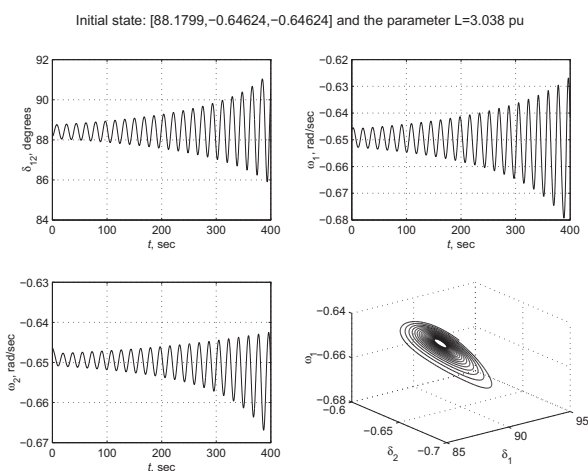 Initial state: [88.1799,−0.64624,−0.64624] and the parameter L=3.038 pu
92
90
88
86
84
δ12, degrees
0 100 200 300 400
t, sec
−0.62
−0.63
−0.64
−0.65
−0.66
−0.67
−0.68
ω1, rad/sec
0 100 200 300 400
t, sec
−0.63
−0.64
−0.65
−0.66
−0.67
ω2, rad/sec
0 100 200 300 400
t, sec
−0.64
−0.66
−0.68
ω1
−0.6
−0.65
−0.7
δ2
85
90
95
δ1